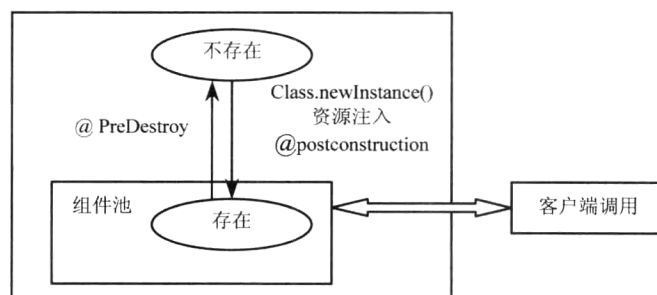 不存在
Class.newInstance()
资源注入
@postconstruction
@ PreDestroy
组件池
存在
客户端调用